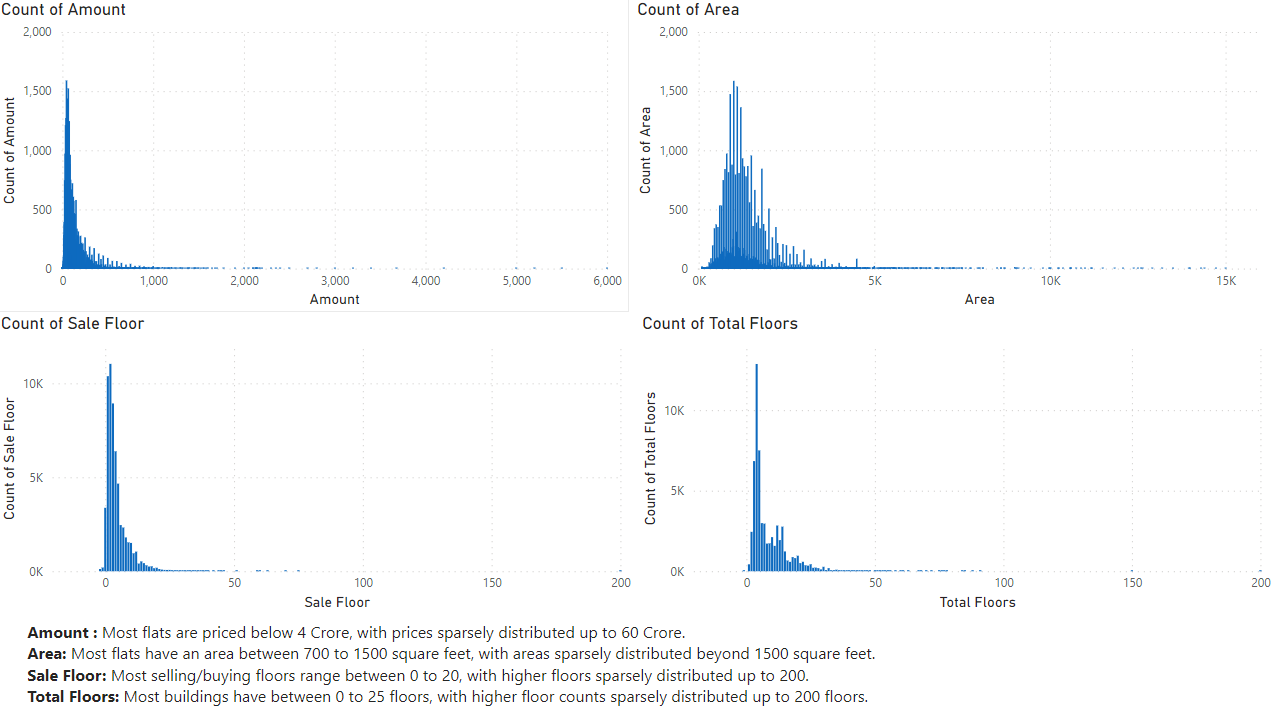 Count of Amount
2,000
1,500
1,000
500
0
Count of Amount
0 1,000 2,000 3,000 4,000 5,000 6,000
Amount
Count of Area
2,000
1,500
1,000
500
0
Count of Area
0K 5K 10K 15K
Area
Count of Sale Floor
10K
5K
0K
Count of Sale Floor
0 50 100 150 200
Sale Floor
Count of Total Floors
10K
5K
0K
Count of Total Floors
0 50 100 150 200
Total Floors
Amount : Most flats are priced below 4 Crore, with prices sparsely distributed up to 60 Crore.
Area: Most flats have an area between 700 to 1500 square feet, with areas sparsely distributed beyond 1500 square feet.
Sale Floor: Most selling/buying floors range between 0 to 20, with higher floors sparsely distributed up to 200.
Total Floors: Most buildings have between 0 to 25 floors, with higher floor counts sparsely distributed up to 200 floors.